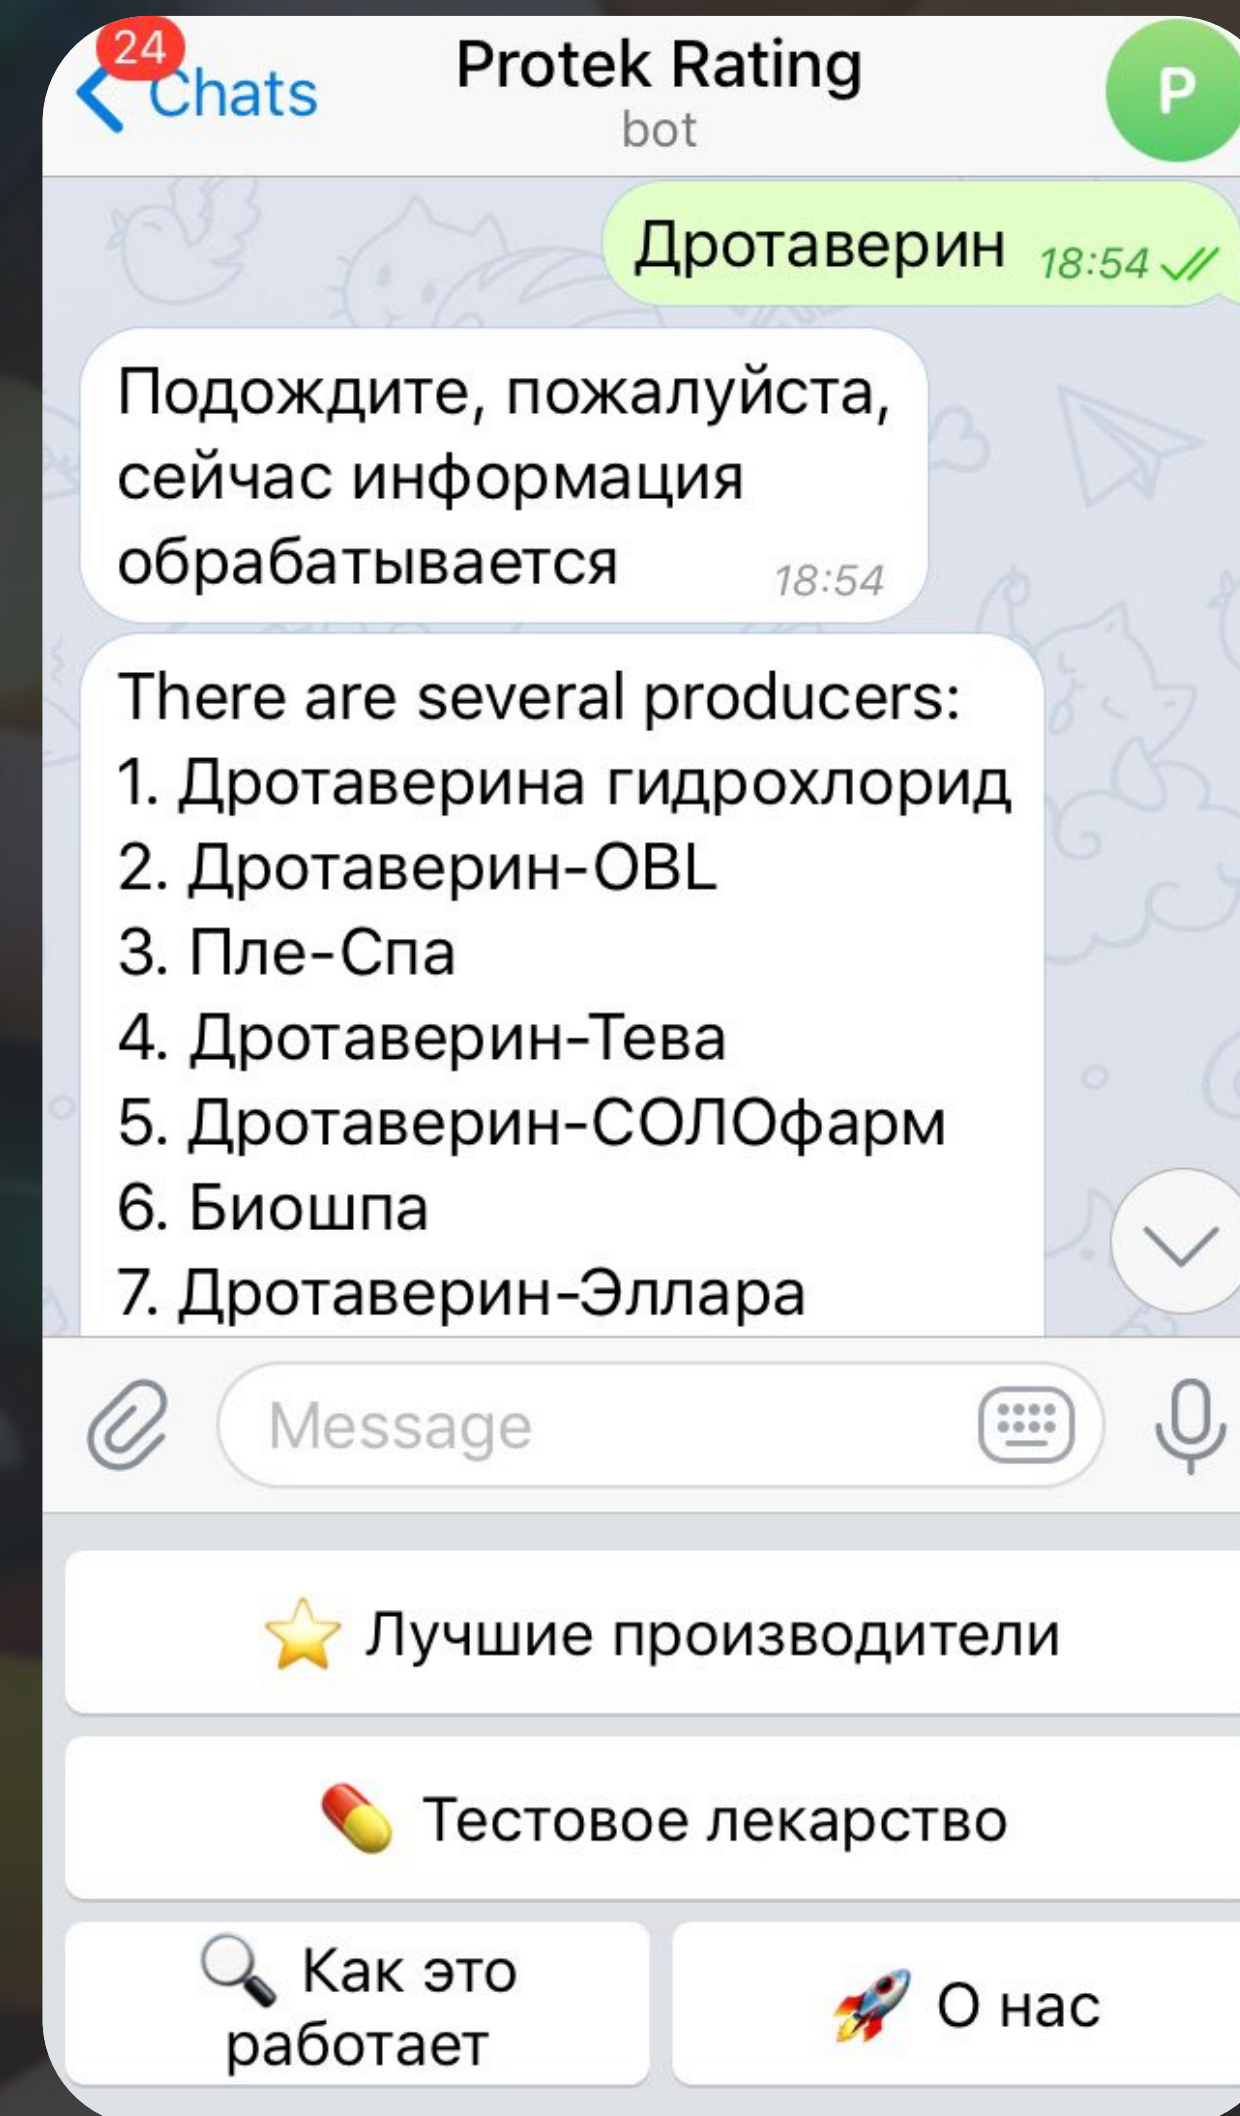 24
Chats
Protek Rating
bot
P
Дротаверин 18:54
Подождите, пожалуйста,
сейчас информация
обрабатывается 18:54
There are several producers:
1. Дротаверина гидрохлорид
2. Дротаверин-OBL
3. Пле-Спа
4. Дротаверин-Тева
5. Дротаверин-СОЛОфарм
6. Биошпа
7. Дротаверин-Эллара
Message
⭐ Лучшие производители
💊 Тестовое лекарство
🔍 Как это
работает
🚀 О нас